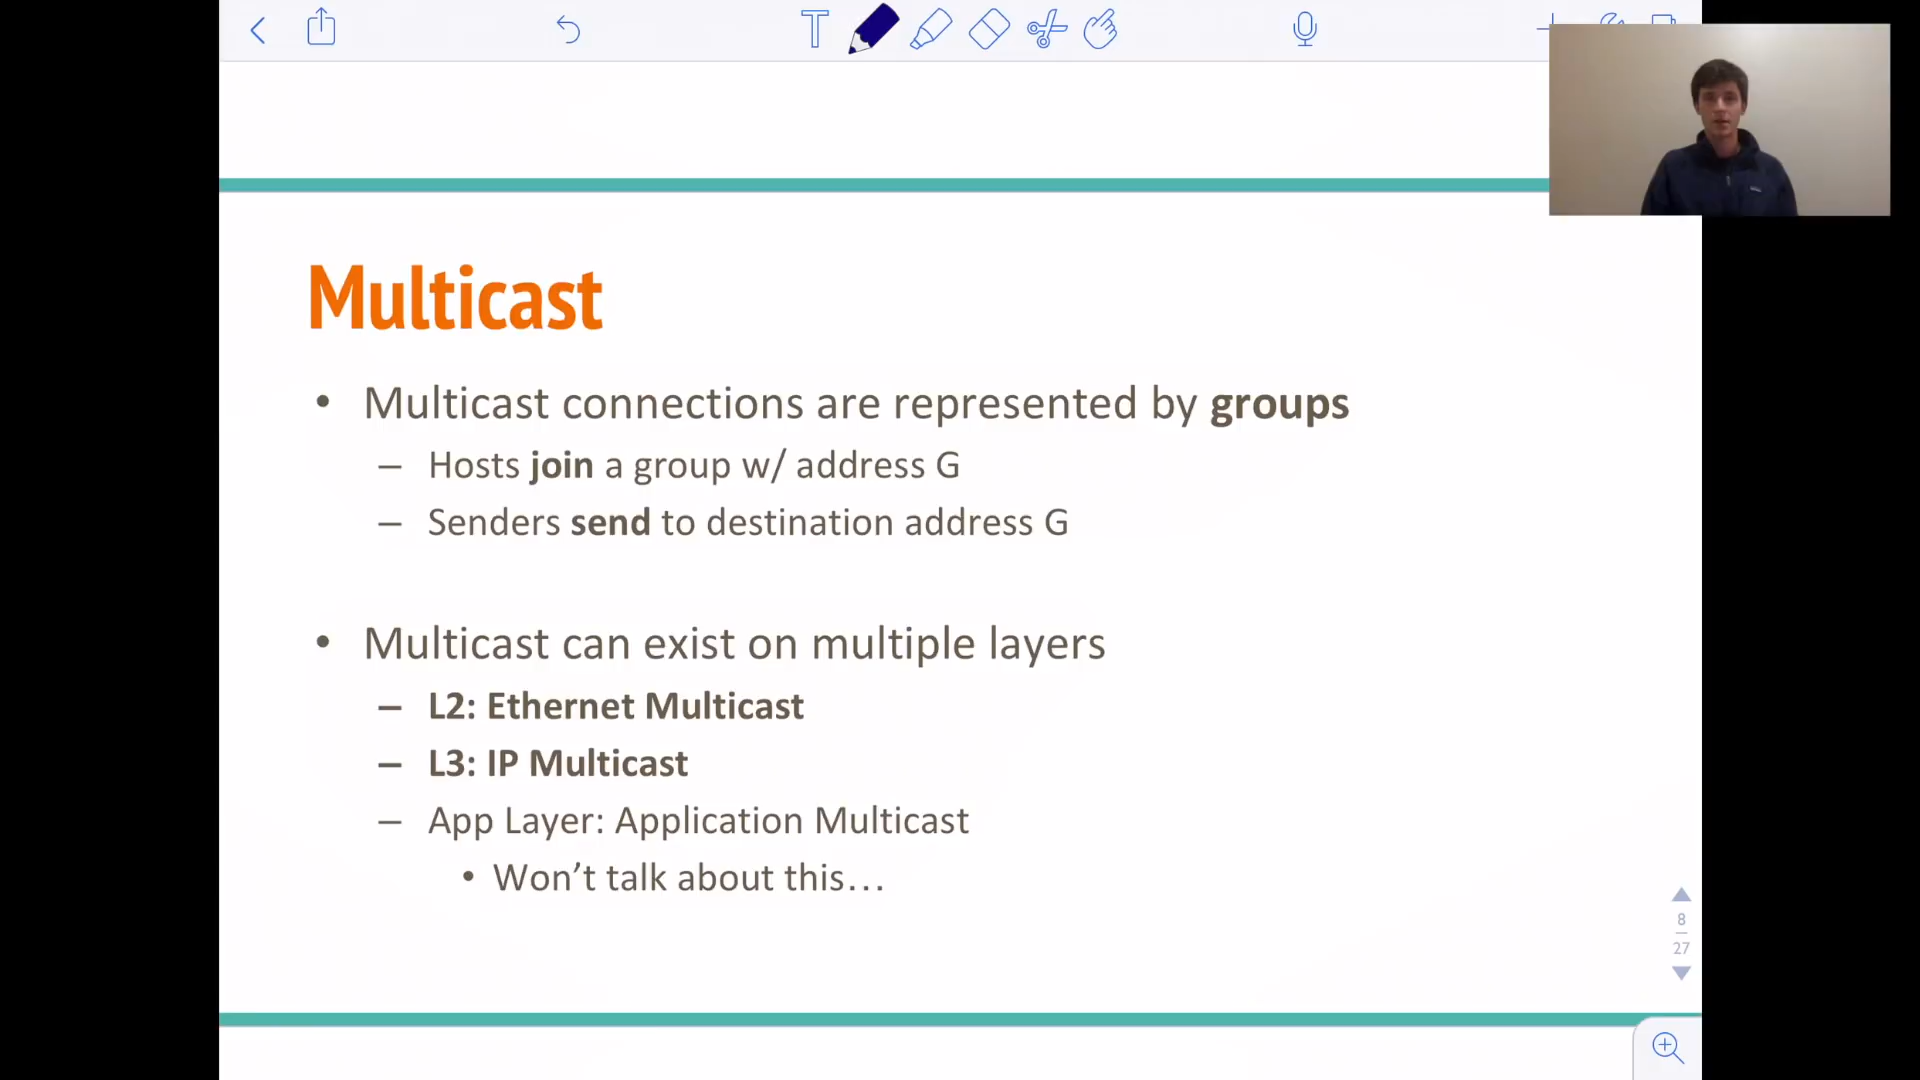 Multicast
• Multicast connections are represented by groups
– Hosts join a group w/ address G
– Senders send to destination address G
• Multicast can exist on multiple layers
– L2: Ethernet Multicast
– L3: IP Multicast
– App Layer: Application Multicast
• Won’t talk about this…
8
27